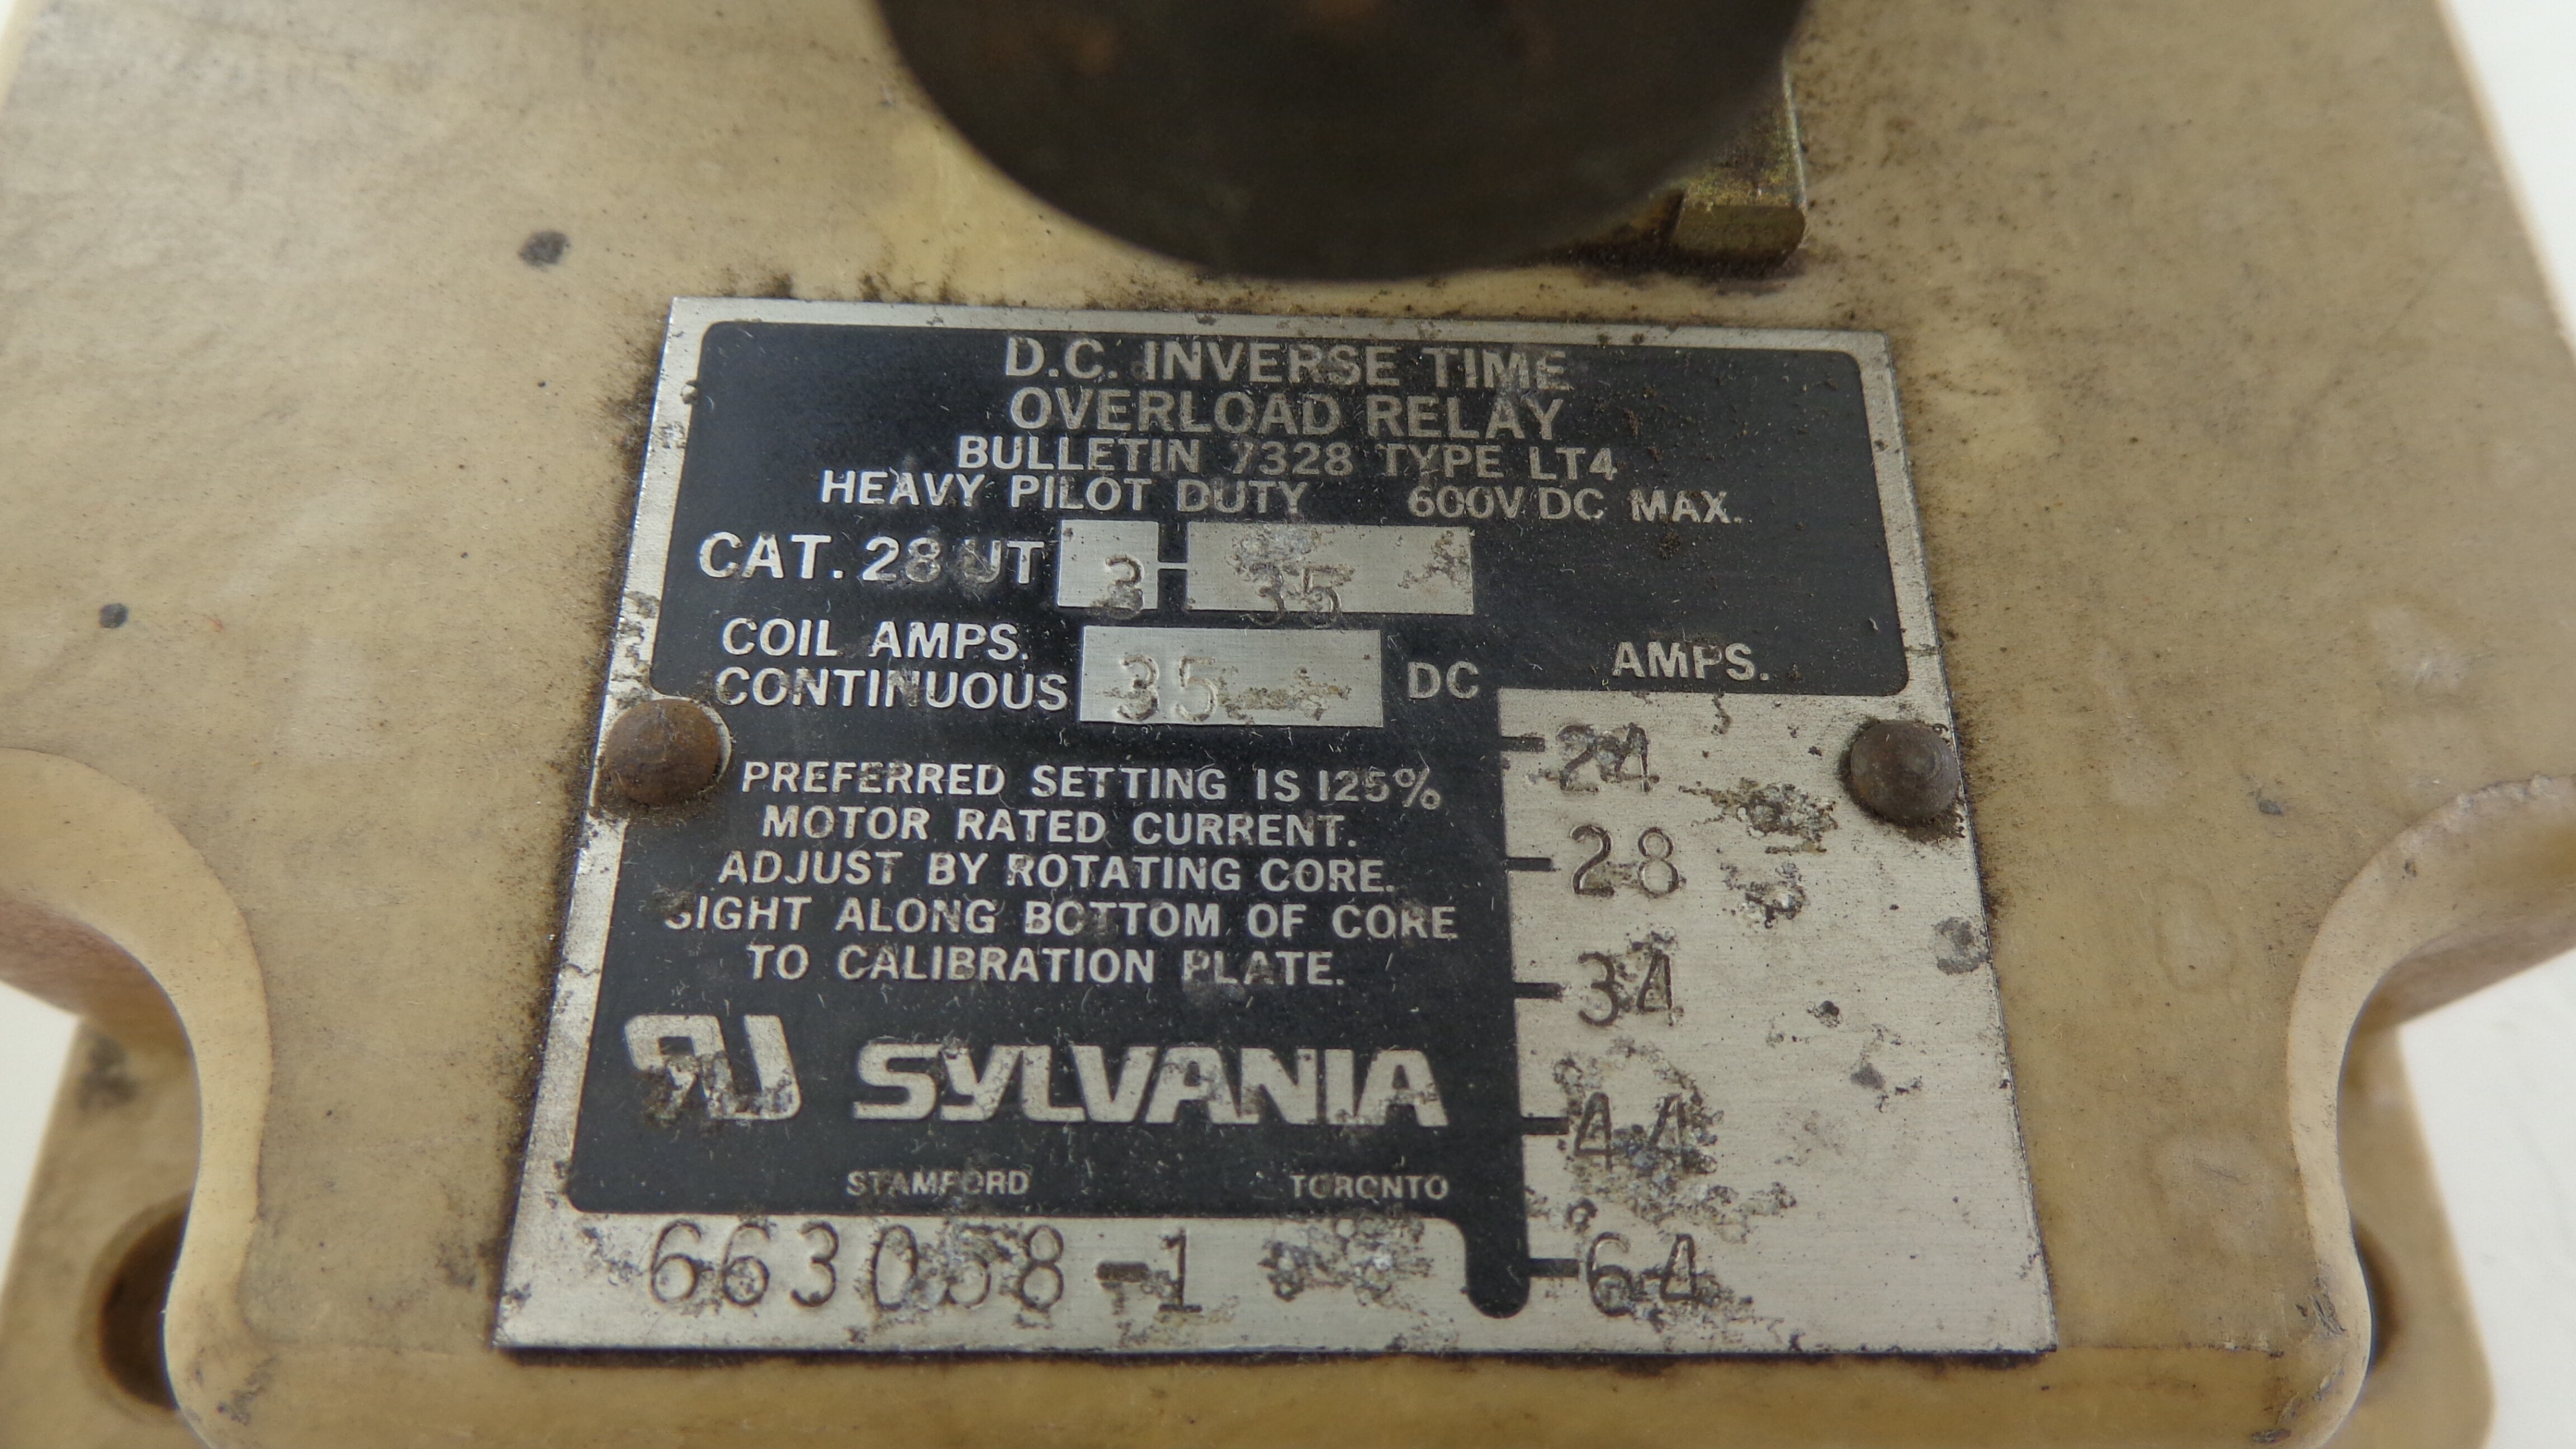 D.C. INVERSE TIME
OVERLOAD RELAY
BULLETIN 7328 TYPE LT4
HEAVY PILOT DUTY 600V DC MAX.
CAT. 28 UT 3-35
COIL AMPS.
CONTINUOUS 35 DC
AMPS.
24
28
34
44
64
PREFERRED SETTING IS 125%
MOTOR RATED CURRENT.
ADJUST BY ROTATING CORE.
SIGHT ALONG BOTTOM OF CORE
TO CALIBRATION PLATE.
SYLVANIA
STAMFORD TORONTO
663058-1